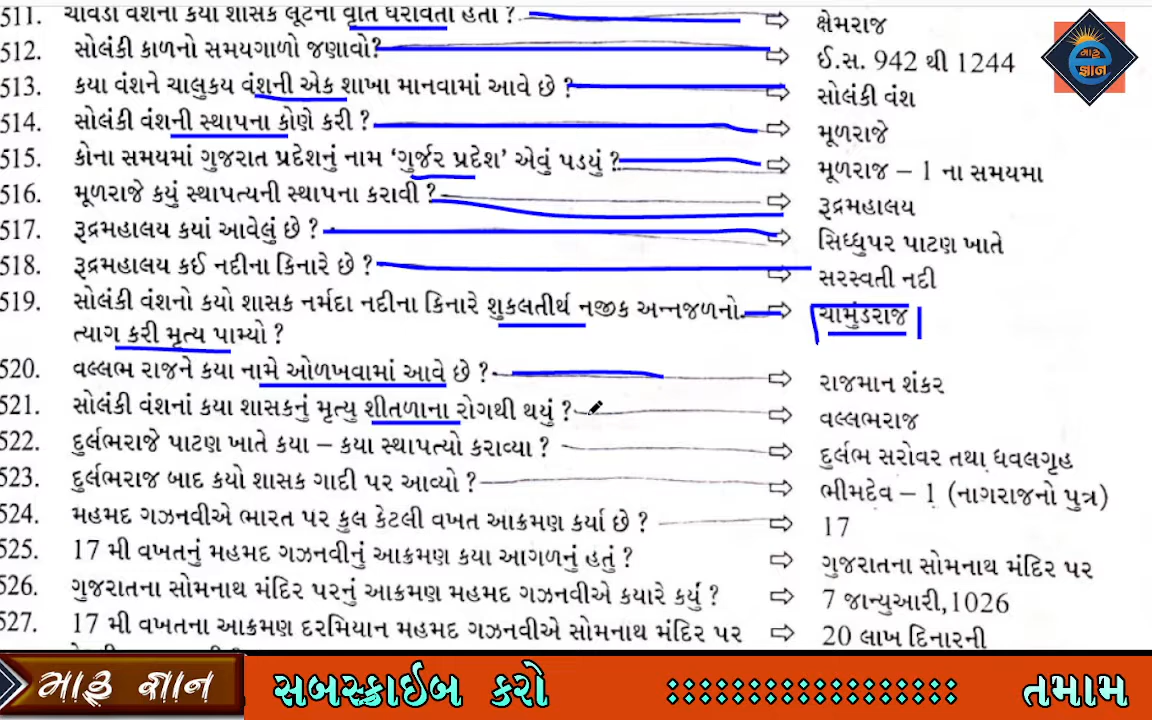 511. ચાવડા વંશના કયા શાસક લૂંટના વૃતિ ધરાવતા હતા ? ⇨ ક્ષેમરાજ
512. સોલંકી કાળનો સમયગાળો જણાવો? ⇨ ઈ.સ. 942 થી 1244
513. કયા વંશને ચાલુકય વંશની એક શાખા માનવામાં આવે છે ? ⇨ સોલંકી વંશ
514. સોલંકી વંશની સ્થાપના કોણે કરી ? ⇨ મૂળરાજે
515. કોના સમયમાં ગુજરાત પ્રદેશનું નામ ‘ગુર્જર પ્રદેશ’ એવું પડયું ? ⇨ મૂળરાજ – 1 ના સમયમા
516. મૂળરાજે કયું સ્થાપત્યની સ્થાપના કરાવી ? ⇨ રૂદ્રમહાલય
517. રૂદ્રમહાલય કયાં આવેલું છે ? ⇨ સિધ્ધુપર પાટણ ખાતે
518. રૂદ્રમહાલય કઈ નદીના કિનારે છે ? ⇨ સરસ્વતી નદી
519. સોલંકી વંશનો કયો શાસક નર્મદા નદીના કિનારે શુકલતીર્થ નજીક અન્નજળનો ⇨ ચામુંડરાજ
ત્યાગ કરી મૃત્ય પામ્યો ?
520. વલ્લભ રાજને કયા નામે ઓળખવામાં આવે છે ? ⇨ રાજમાન શંકર
521. સોલંકી વંશનાં કયા શાસકનું મૃત્યુ શીતળાના રોગથી થયું ? ⇨ વલ્લભરાજ
522. દુર્લભરાજે પાટણ ખાતે કયા – કયા સ્થાપત્યો કરાવ્યા ? ⇨ દુર્લભ સરોવર તથા ધવલગૃહ
523. દુર્લભરાજ બાદ કયો શાસક ગાદી પર આવ્યો ? ⇨ ભીમદેવ – 1 (નાગરાજનો પુત્ર)
524. મહમદ ગઝનવીએ ભારત પર કુલ કેટલી વખત આક્રમણ કર્યા છે ? ⇨ 17
525. 17 મી વખતનું મહમદ ગઝનવીનું આક્રમણ કયા આગળનું હતું ? ⇨ ગુજરાતના સોમનાથ મંદિર પર
526. ગુજરાતના સોમનાથ મંદિર પરનું આક્રમણ મહમદ ગઝનવીએ કયારે કર્યું ? ⇨ 7 જાન્યુઆરી,1026
527. 17 મી વખતના આક્રમણ દરમિયાન મહમદ ગઝનવીએ સોમનાથ મંદિર પર ⇨ 20 લાખ દિનારની
મારૂ જ્ઞાન
મારૂ જ્ઞાન સબસ્ક્રાઈબ કરો :::::::::::::::::::: તમામ